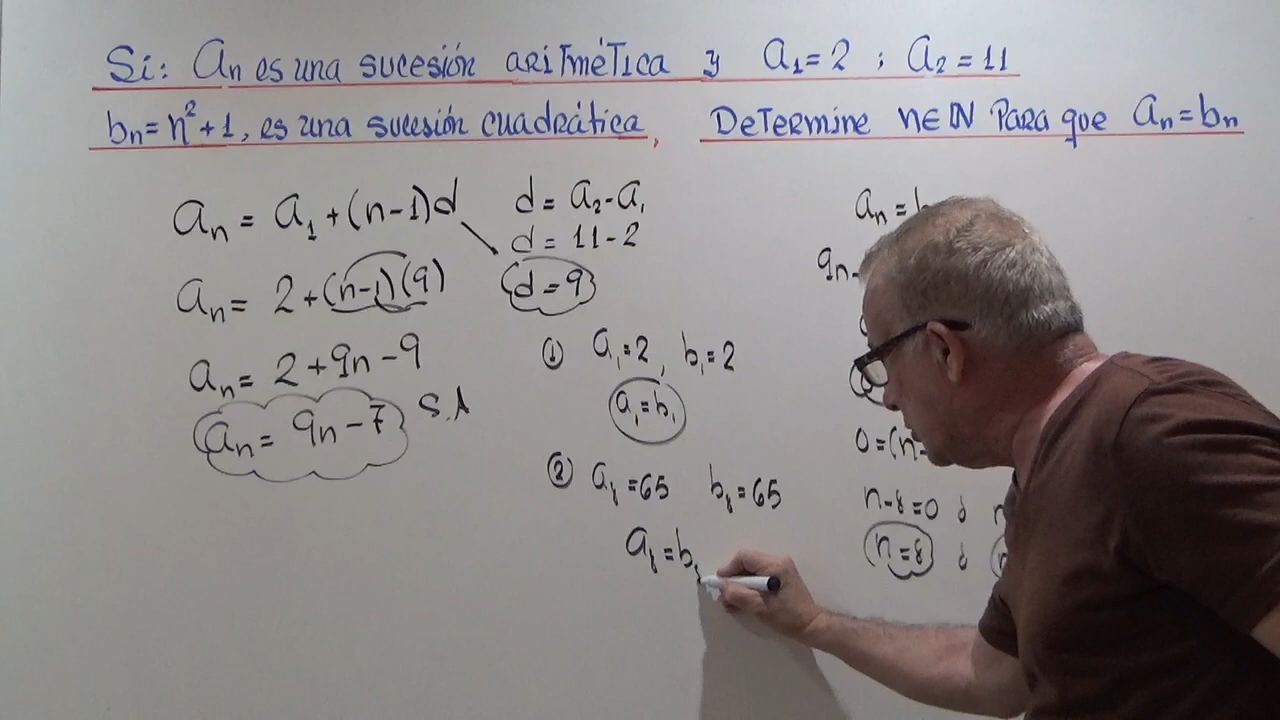 Si: an es una sucesión aritmética y a1 = 2 ; a2 = 11
bn = n² + 1, es una sucesión cuadrática, Determine n∈ℕ Para que an = bn
an = a1 + (n-1)d
an = 2 + (n-1)(9)
an = 2 + 9n - 9
an = 9n - 7 S.A
d = a2 - a1
d = 11 - 2
d = 9
① a1 = 2, b1 = 2
a1 = b1
② a8 = 65 b8 = 65
a8 = b8
an =
9n -
0 = (n
n - 8 = 0 ó
n = 8 ó